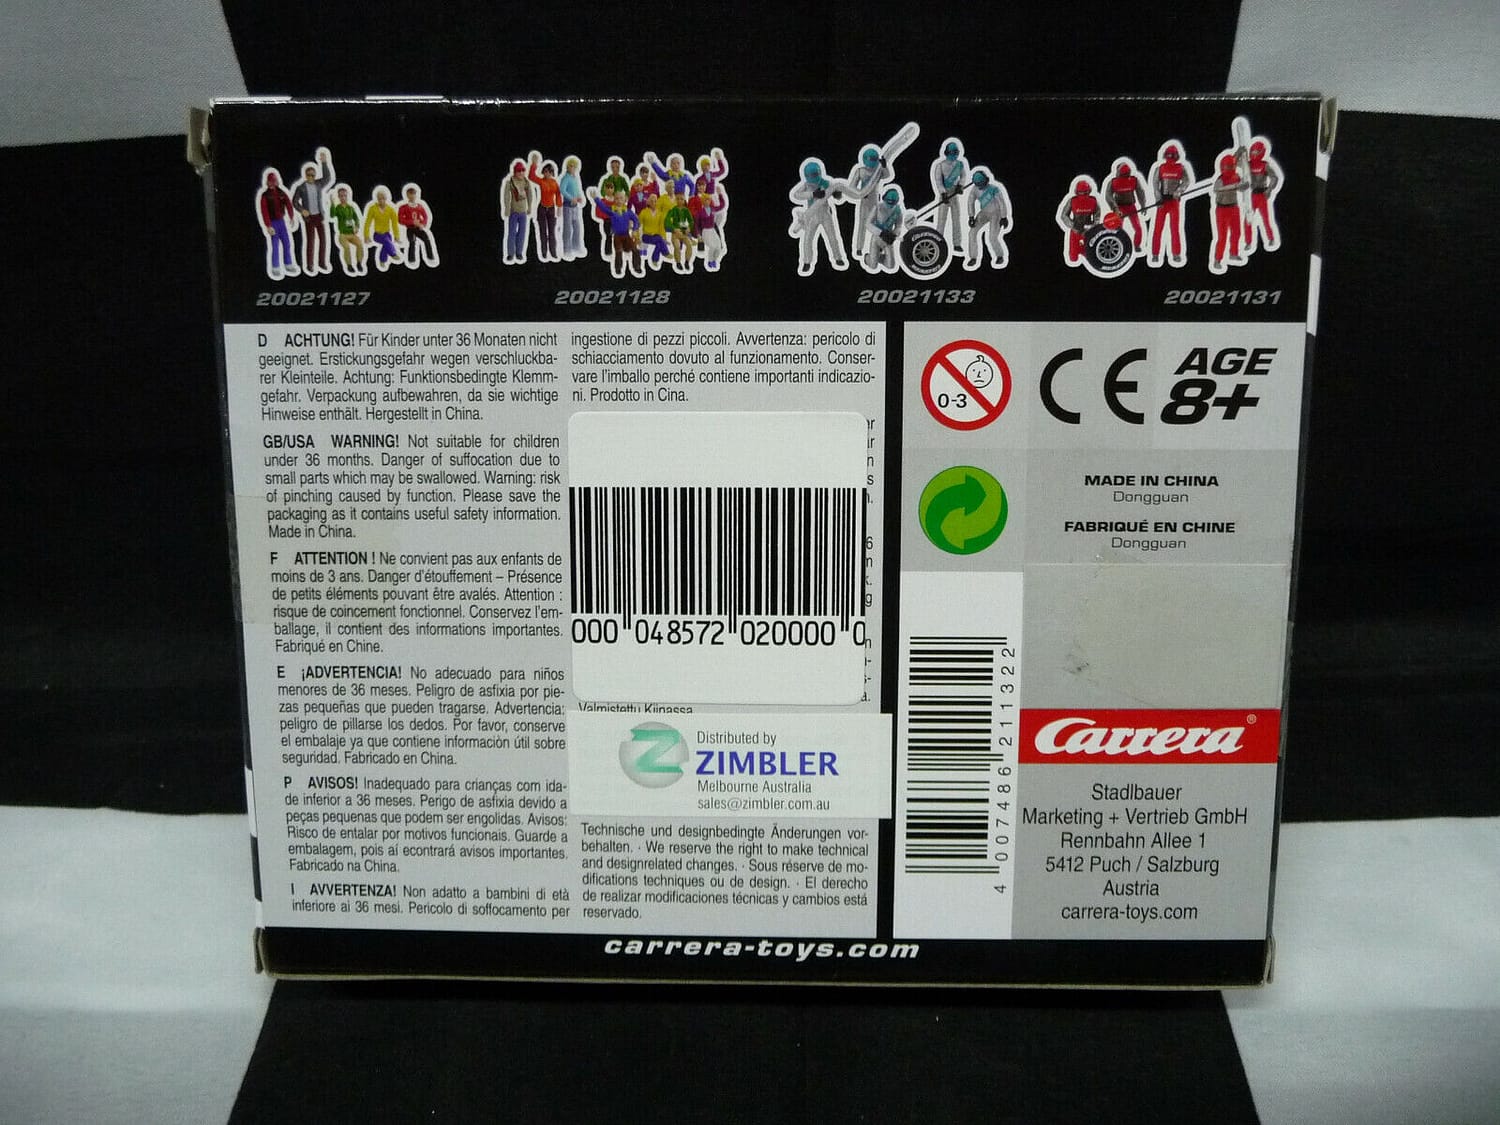 20021127
20021128
20021133
20021131
D ACHTUNG! Für Kinder unter 36 Monaten nicht
geeignet. Erstickungsgefahr wegen verschluckba-
rer Kleinteile. Achtung: Funktionsbedingte Klemm-
gefahr. Verpackung aufbewahren, da sie wichtige
Hinweise enthält. Hergestellt in China.
GB/USA WARNING! Not suitable for children
under 36 months. Danger of suffocation due to
small parts which may be swallowed. Warning: risk
of pinching caused by function. Please save the
packaging as it contains useful safety information.
Made in China.
F ATTENTION ! Ne convient pas aux enfants de
moins de 3 ans. Danger d'étouffement – Présence
de petits éléments pouvant être avalés. Attention :
risque de coincement fonctionnel. Conservez l'em-
ballage, il contient des informations importantes.
Fabriqué en Chine.
E ¡ADVERTENCIA! No adecuado para niños
menores de 36 meses. Peligro de asfixia por pie-
zas pequeñas que pueden tragarse. Advertencia:
peligro de pillarse los dedos. Por favor, conserve
el embalaje ya que contiene información útil sobre
seguridad. Fabricado en China.
P AVISOS! Inadequado para crianças com ida-
de inferior a 36 meses. Perigo de asfixia devido a
peças pequenas que podem ser engolidas. Avisos:
Risco de entalar por motivos funcionais. Guarde a
embalagem, pois aí econtrará avisos importantes.
Fabricado na China.
I AVVERTENZA! Non adatto a bambini di età
inferiore ai 36 mesi. Pericolo di soffocamento per
ingestione di pezzi piccoli. Avvertenza: pericolo di
schiacciamento dovuto al funzionamento. Conser-
vare l'imballo perché contiene importanti indicazio-
ni. Prodotto in Cina.
000 048572 020000 0
Valmistettu Kiinassa
Distributed by
Z ZIMBLER
Melbourne Australia
sales@zimbler.com.au
Technische und designbedingte Änderungen vor-
behalten. · We reserve the right to make technical
and designrelated changes. · Sous réserve de mo-
difications techniques ou de design. · El derecho
de realizar modificaciones técnicas y cambios está
reservado.
0-3
CE
AGE
8+
MADE IN CHINA
Dongguan
FABRIQUÉ EN CHINE
Dongguan
4 007486 211322
Carrera®
Stadlbauer
Marketing + Vertrieb GmbH
Rennbahn Allee 1
5412 Puch / Salzburg
Austria
carrera-toys.com
carrera-toys.com